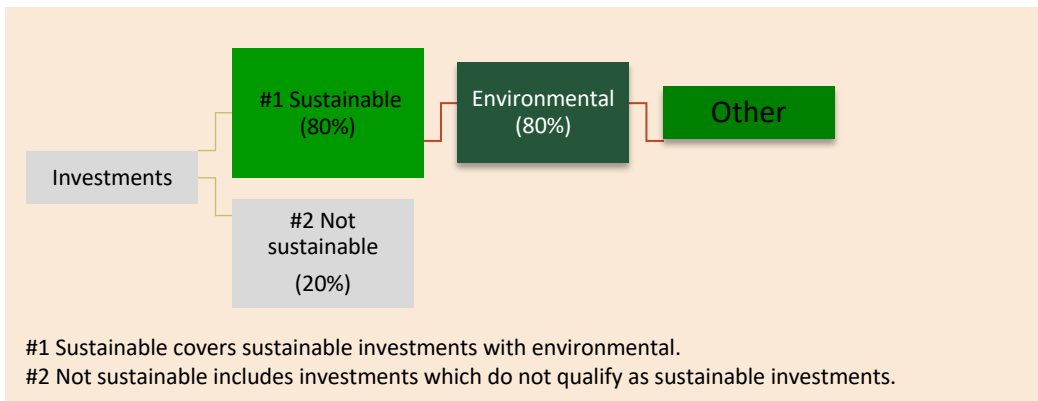 #1 Sustainable
(80%)
Environmental
(80%)
Other
Investments
#2 Not
sustainable
(20%)
#1 Sustainable covers sustainable investments with environmental.
#2 Not sustainable includes investments which do not qualify as sustainable investments.